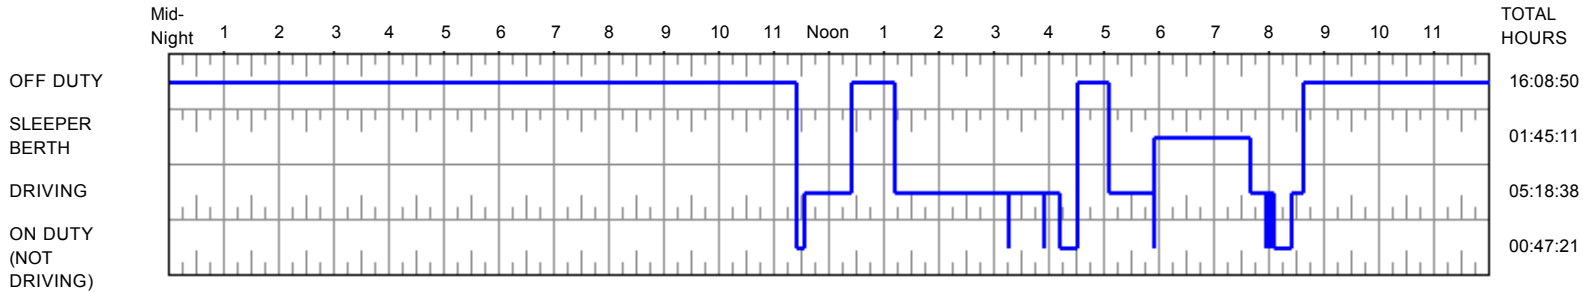 Mid-
Night 1 2 3 4 5 6 7 8 9 10 11 Noon 1 2 3 4 5 6 7 8 9 10 11
TOTAL
HOURS
OFF DUTY 16:08:50
SLEEPER
BERTH
01:45:11
DRIVING 05:18:38
ON DUTY
(NOT
DRIVING)
00:47:21